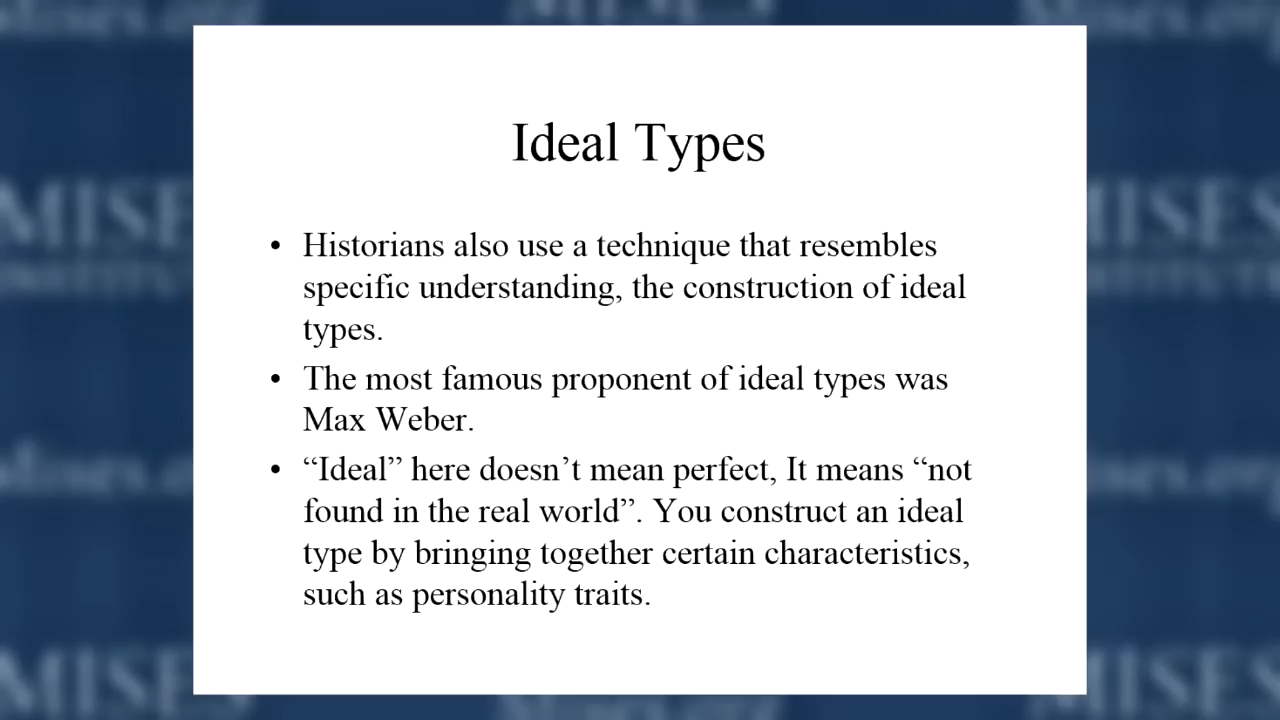 Ideal Types
• Historians also use a technique that resembles
specific understanding, the construction of ideal
types.
• The most famous proponent of ideal types was
Max Weber.
• “Ideal” here doesn’t mean perfect, It means “not
found in the real world”. You construct an ideal
type by bringing together certain characteristics,
such as personality traits.